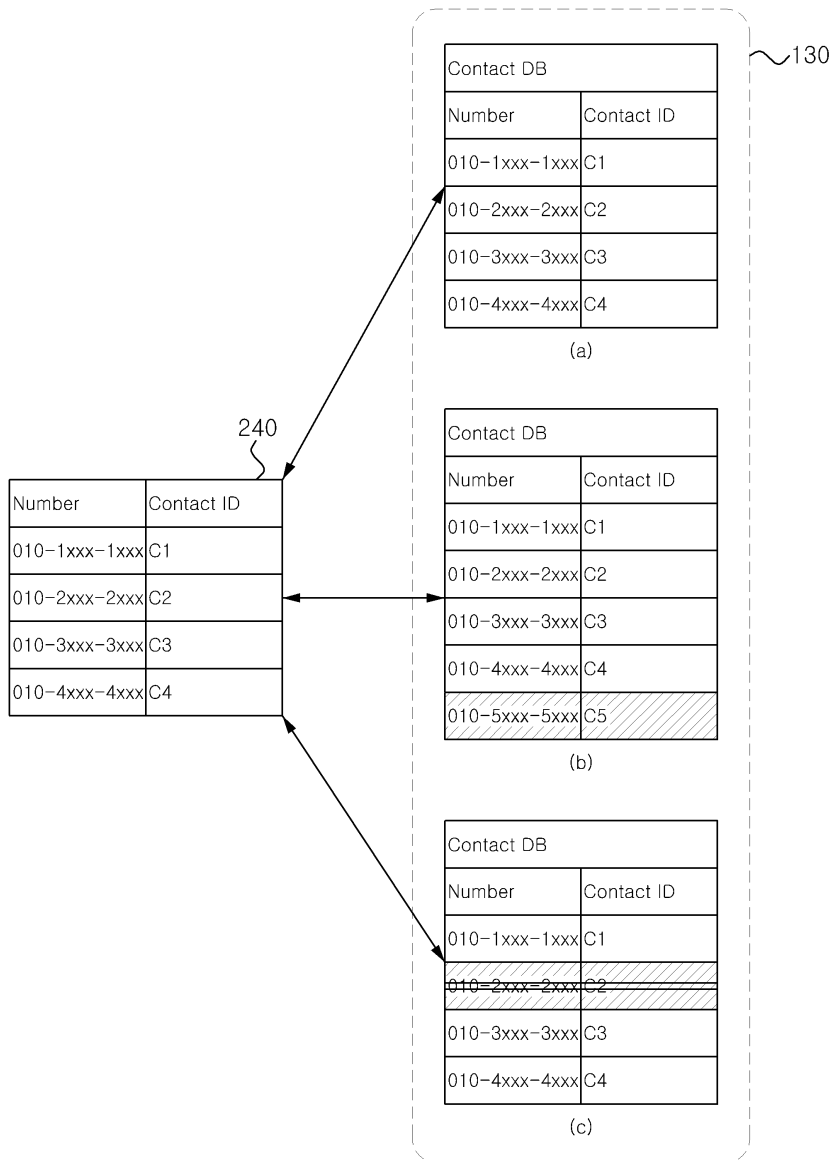 130
Contact DB
Number Contact ID
010-1xxx-1xxx C1
010-2xxx-2xxx C2
010-3xxx-3xxx C3
010-4xxx-4xxx C4
(a)
240
Number Contact ID
010-1xxx-1xxx C1
010-2xxx-2xxx C2
010-3xxx-3xxx C3
010-4xxx-4xxx C4
Contact DB
Number Contact ID
010-1xxx-1xxx C1
010-2xxx-2xxx C2
010-3xxx-3xxx C3
010-4xxx-4xxx C4
010-5xxx-5xxx C5
(b)
Contact DB
Number Contact ID
010-1xxx-1xxx C1
010-2xxx-2xxx C2
010-3xxx-3xxx C3
010-4xxx-4xxx C4
(c)